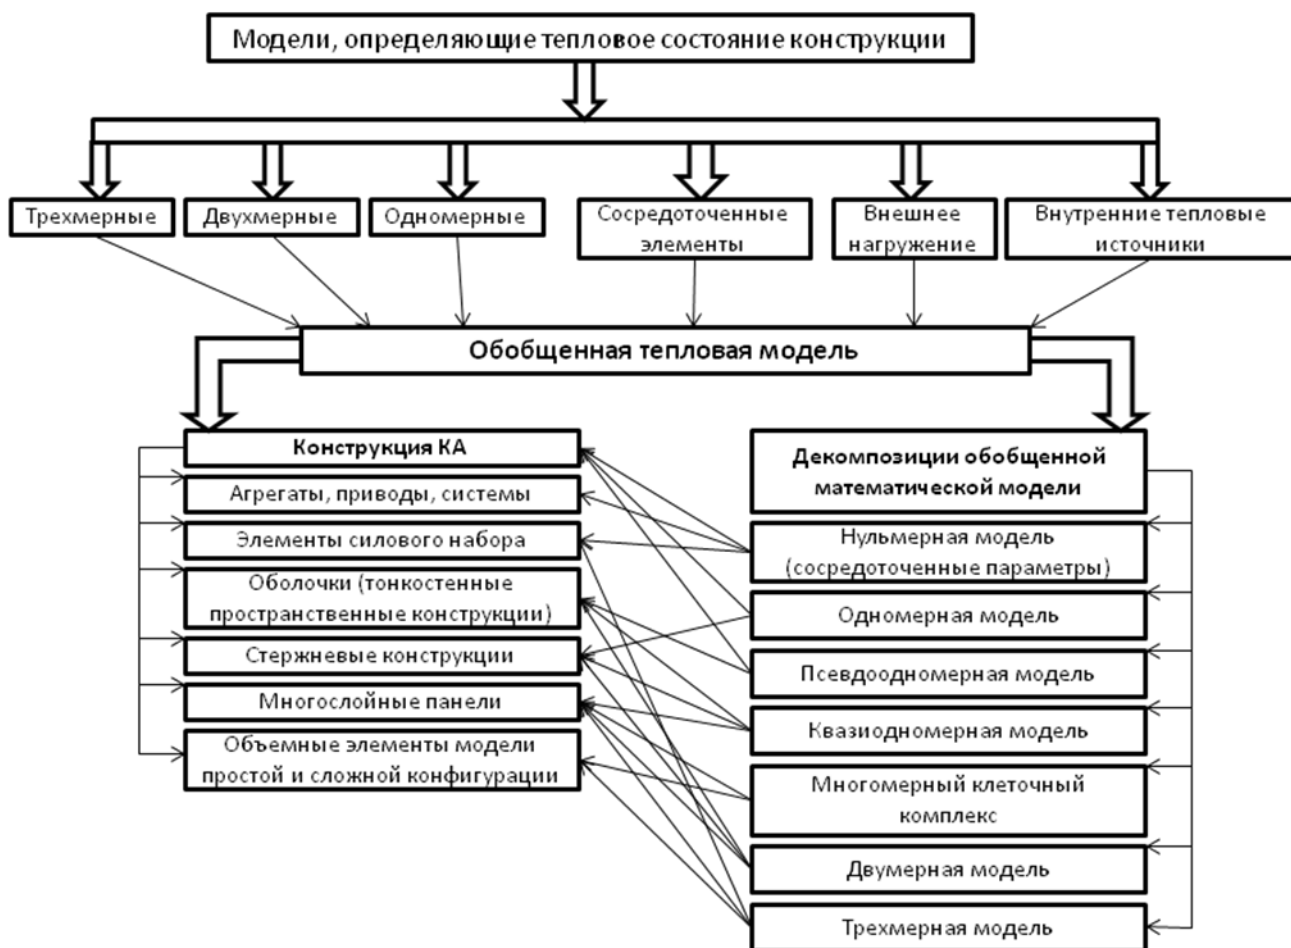 Модели, определяющие тепловое состояние конструкции
Трехмерные
Двухмерные
Одномерные
Сосредоточенные
элементы
Внешнее
нагружение
Внутренние тепловые
источники
Обобщенная тепловая модель
Конструкция КА
Агрегаты, приводы, системы
Элементы силового набора
Оболочки (тонкостенные
пространственные конструкции)
Стержневые конструкции
Многослойные панели
Объемные элементы модели
простой и сложной конфигурации
Декомпозиции обобщенной
математической модели
Нульмерная модель
(сосредоточенные параметры)
Одномерная модель
Псевдоодномерная модель
Квазиодномерная модель
Многомерный клеточный
комплекс
Двумерная модель
Трехмерная модель